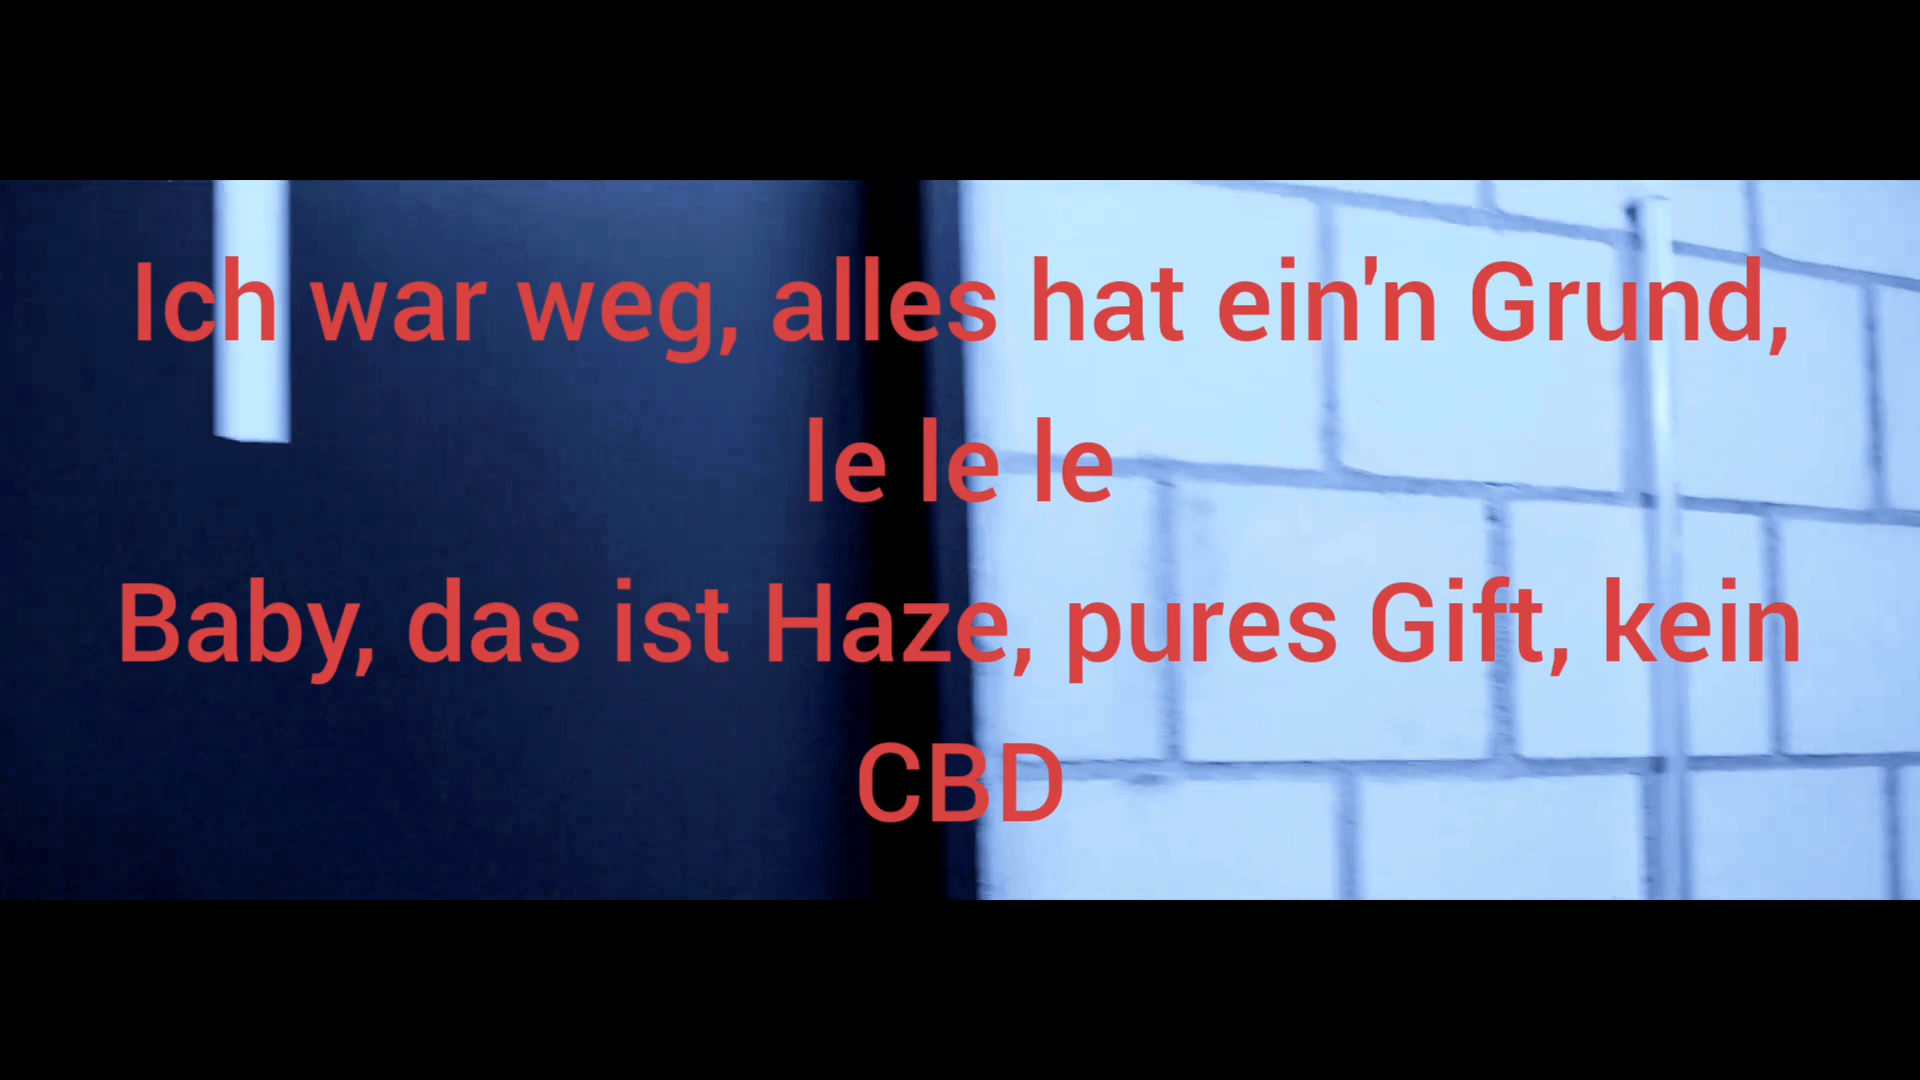 Ich war weg, alles hat ein'n Grund,
le le le
Baby, das ist Haze, pures Gift, kein
CBD